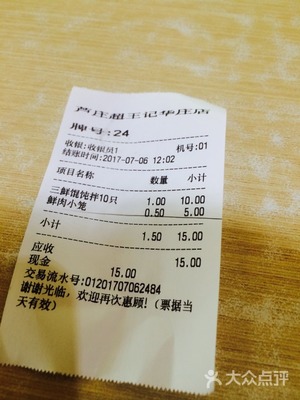 芦庄超王记华庄店
牌号:24
收银:收银员1 机号:01
结账时间:2017-07-06 12:02
项目名称 数量 小计
三鲜馄饨拌10只 1.00 10.00
鲜肉小笼 0.50 5.00
小计 1.50 15.00
应收 15.00
现金 15.00
交易流水号:01201707062484
谢谢光临，欢迎再次惠顾!（票据当
天有效）
大众点评